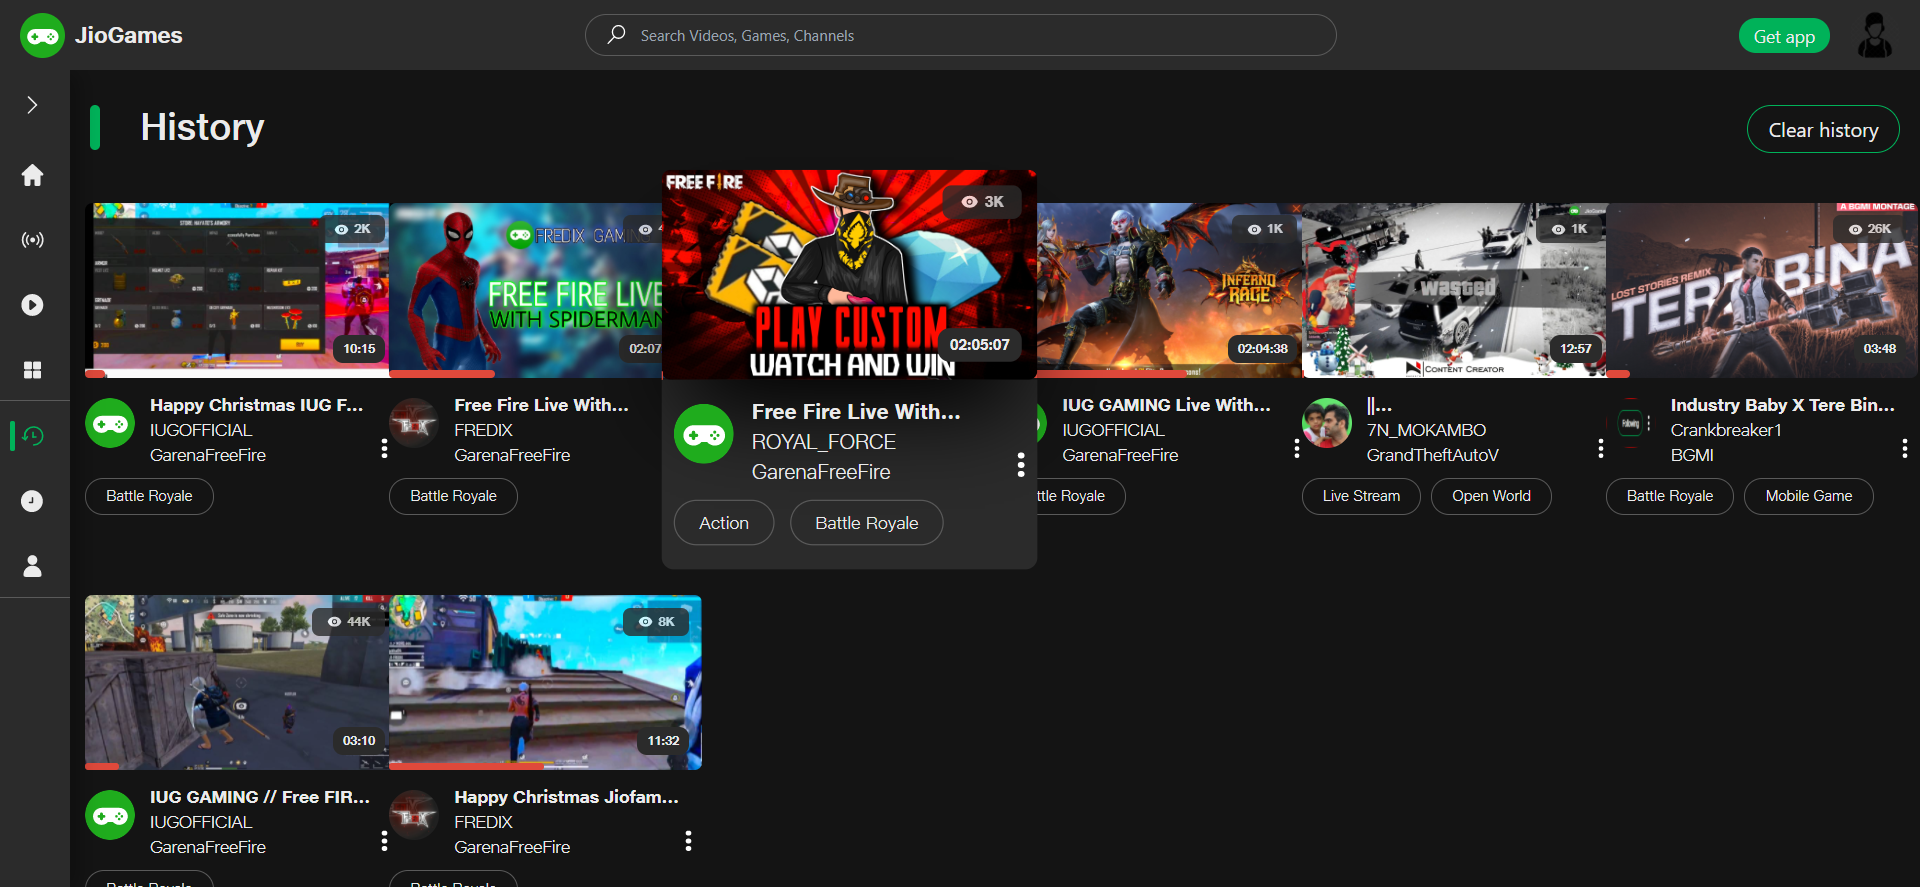 JioGames
Search Videos, Games, Channels
Get app
History
Clear history
2K
10:15
FREDIX GAMING
FREE FIRE LIVE
WITH SPIDERMAN
02:07
FREE FIRE
3K
PLAY CUSTOM
WATCH AND WIN
02:05:07
1K
INFERNO
RAGE
02:04:38
JioGames
1K
wasted
12:57
CONTENT CREATOR
A BGMI MONTAGE
26K
LOST STORIES REMIX
TERE BINA
03:48
Happy Christmas IUG F...
IUGOFFICIAL
GarenaFreeFire
Battle Royale
Free Fire Live With...
FREDIX
GarenaFreeFire
Battle Royale
Free Fire Live With...
ROYAL_FORCE
GarenaFreeFire
Action
Battle Royale
IUG GAMING Live With...
IUGOFFICIAL
GarenaFreeFire
ttle Royale
||...
7N_MOKAMBO
GrandTheftAutoV
Live Stream
Open World
Following
Industry Baby X Tere Bin...
Crankbreaker1
BGMI
Battle Royale
Mobile Game
44K
03:10
8K
11:32
IUG GAMING // Free FIR...
IUGOFFICIAL
GarenaFreeFire
Battle Royale
Happy Christmas Jiofam...
FREDIX
GarenaFreeFire
Battle Royale